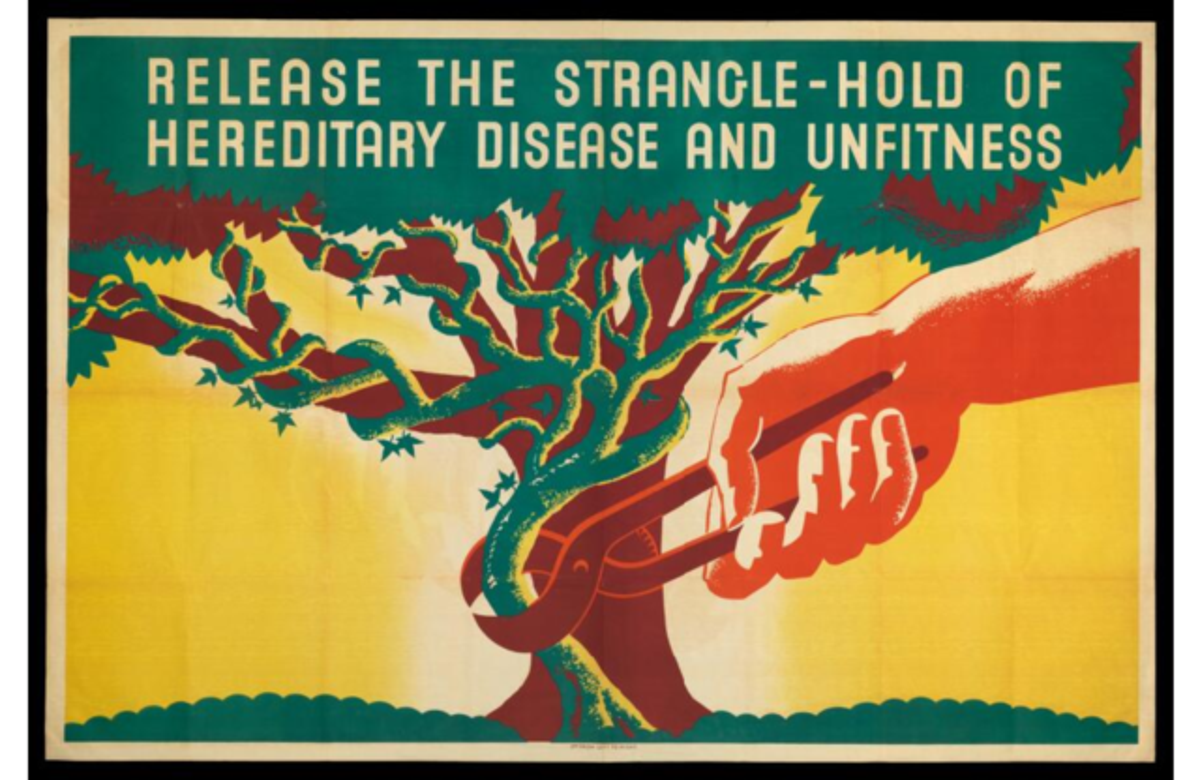 RELEASE THE STRANGLE-HOLD OF
HEREDITARY DISEASE AND UNFITNESS